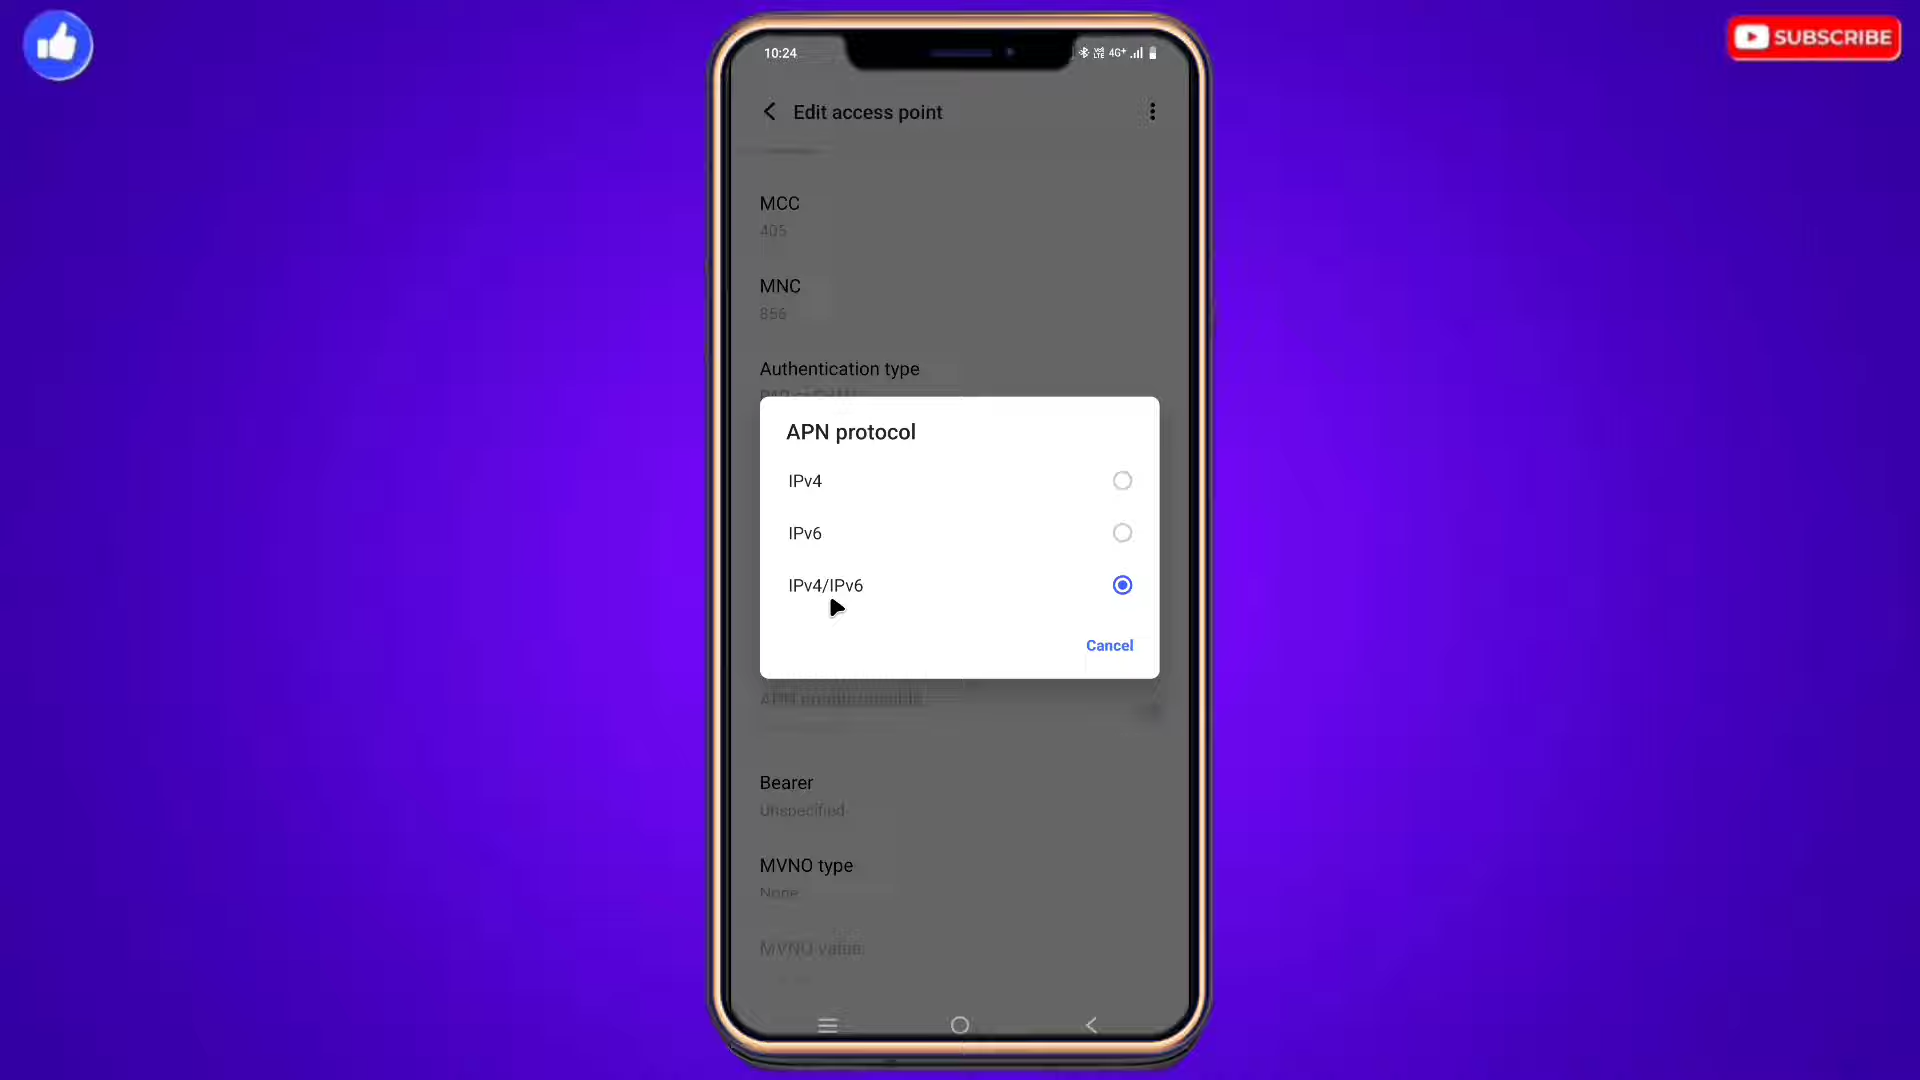 SUBSCRIBE
10:24
4G+
Edit access point
MCC
405
MNC
856
Authentication type
APN protocol
IPv4
IPv6
IPv4/IPv6
Cancel
Bearer
Unspecified
MVNO type
None
MVNO value